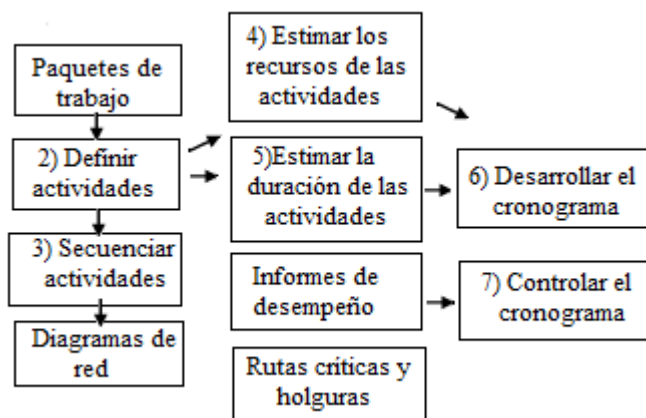 Paquetes de
trabajo
2) Definir
actividades
3) Secuenciar
actividades
Diagramas de
red
4) Estimar los
recursos de las
actividades
5)Estimar la
duración de las
actividades
Informes de
desempeño
Rutas críticas y
holguras
6) Desarrollar el
cronograma
7) Controlar el
cronograma